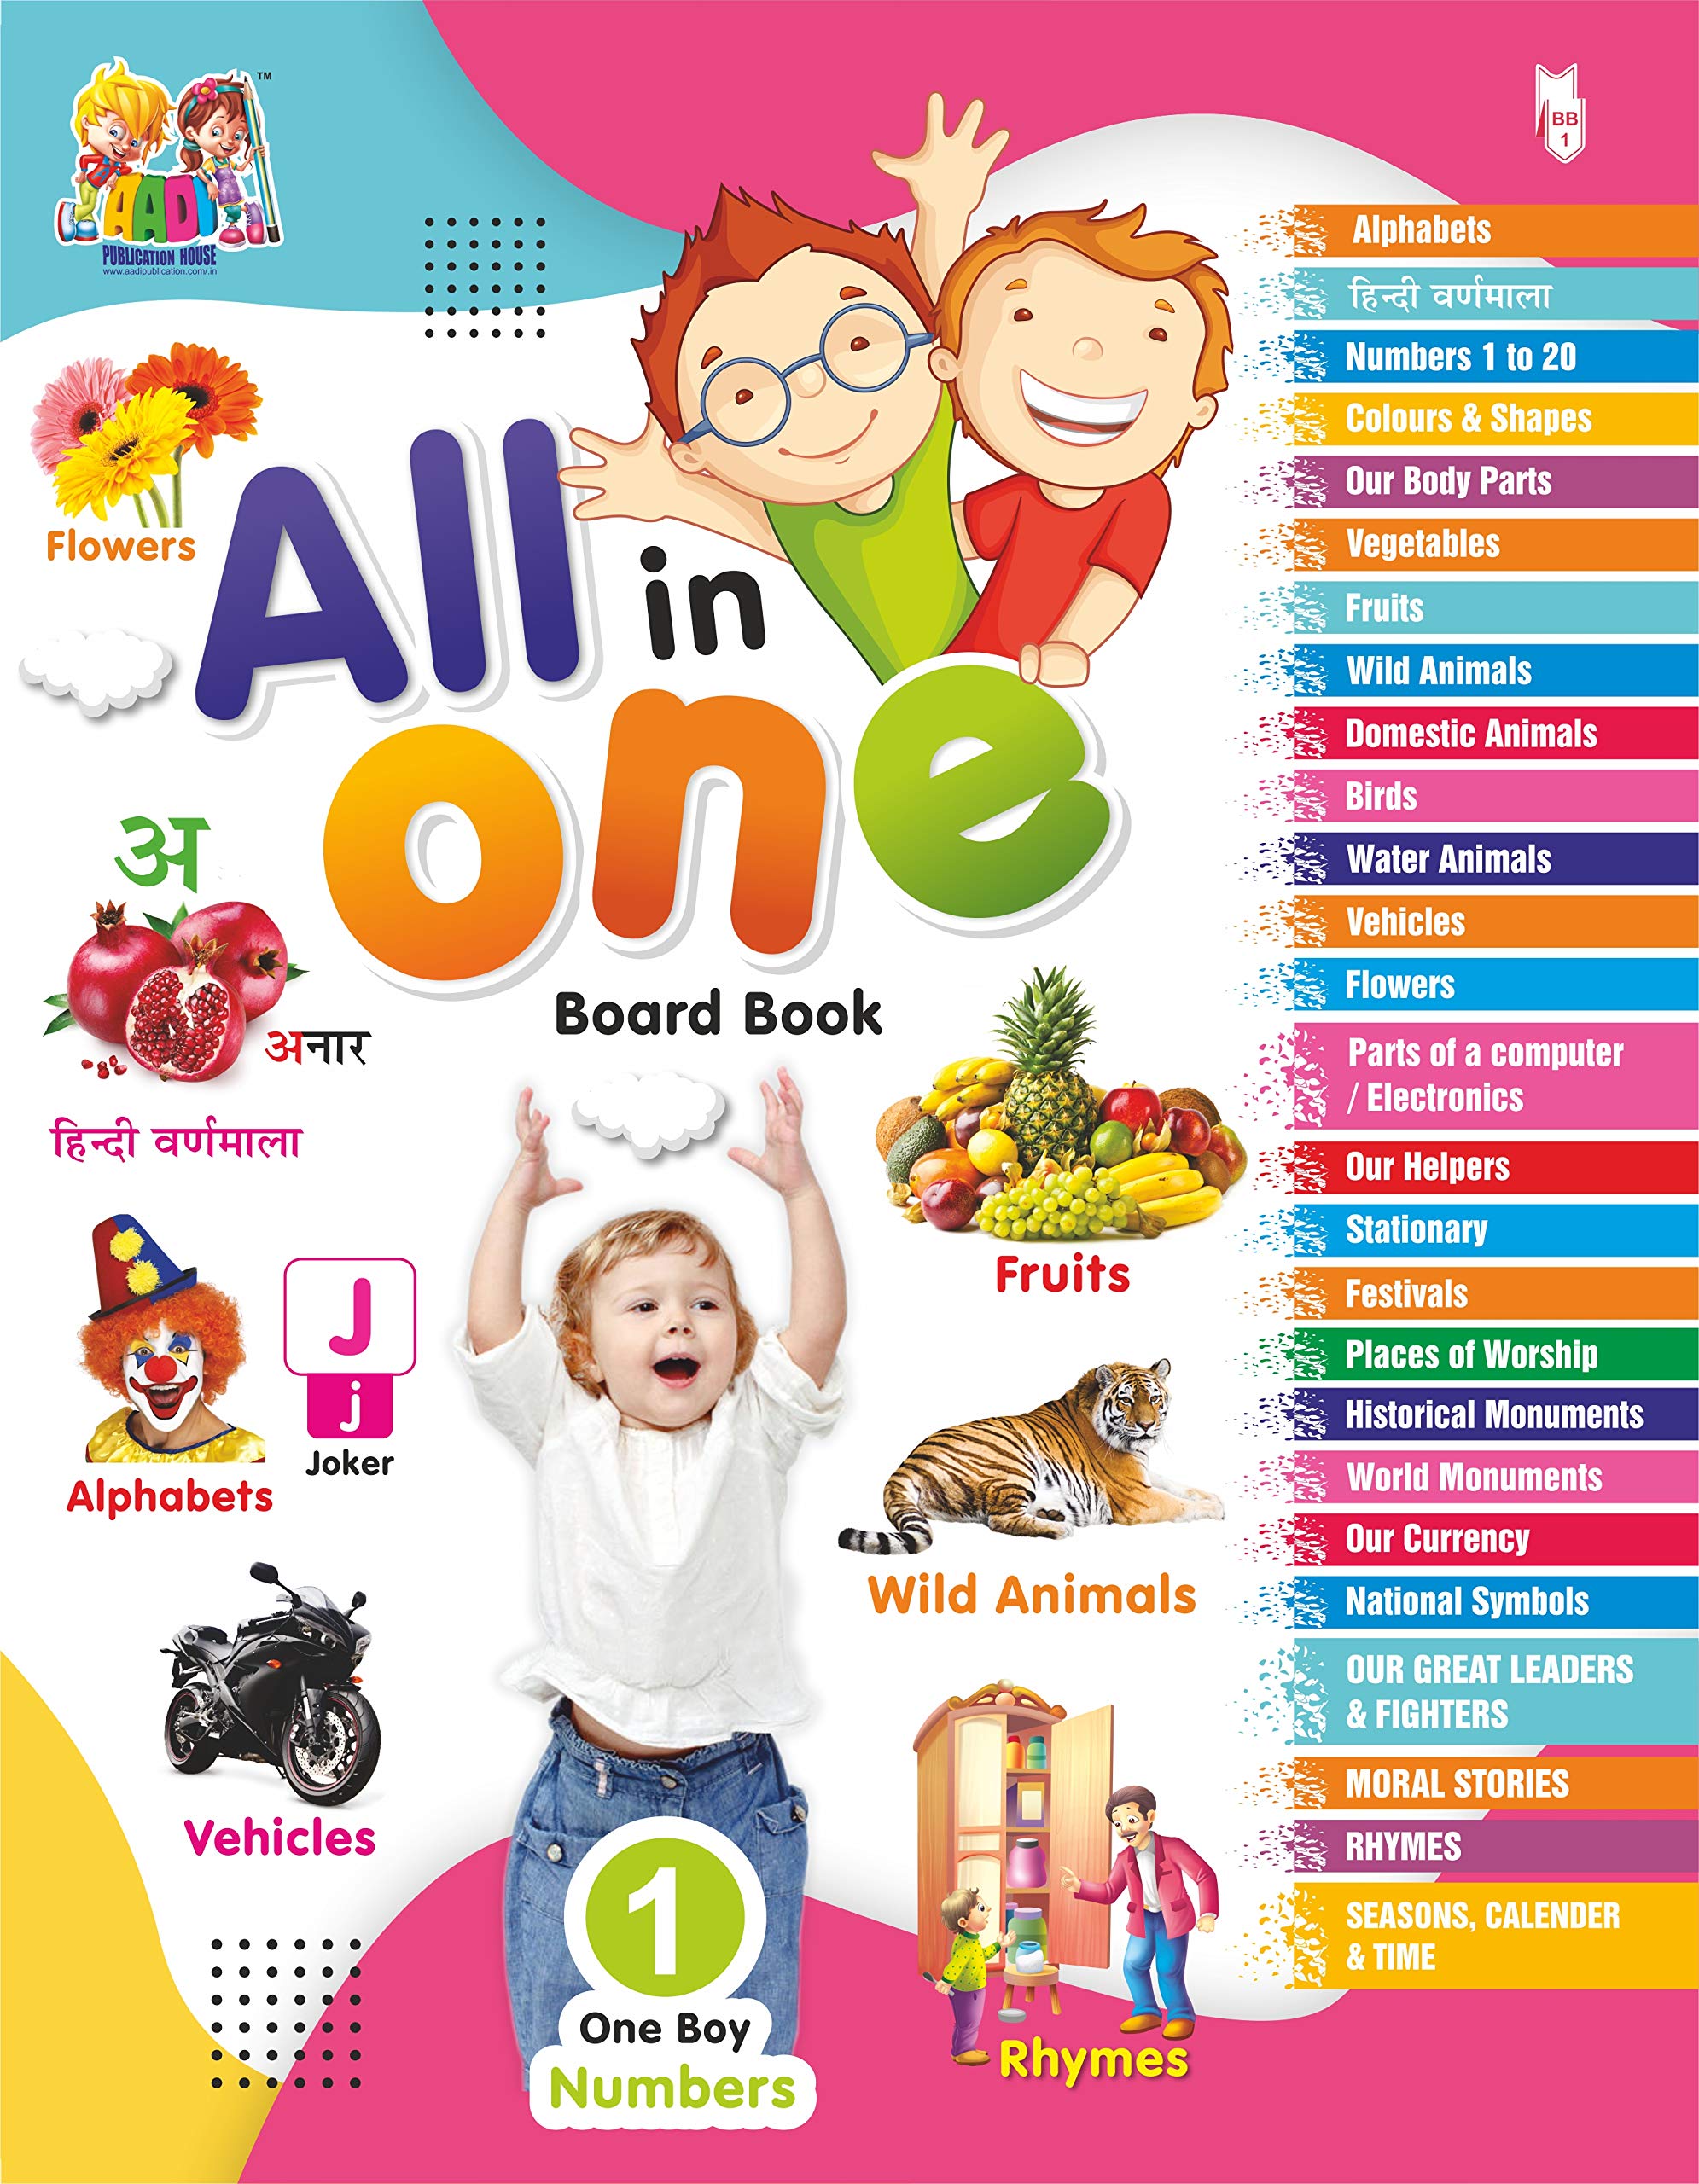 AADI
TM
PUBLICATION HOUSE
www.aadipublication.com/.in
BB
1
Flowers
All
in
one
Board Book
अ
अनार
हिन्दी वर्णमाला
J
j
Joker
Alphabets
Vehicles
1
One Boy
Numbers
Fruits
Wild Animals
Rhymes
Alphabets
हिन्दी वर्णमाला
Numbers 1 to 20
Colours & Shapes
Our Body Parts
Vegetables
Fruits
Wild Animals
Domestic Animals
Birds
Water Animals
Vehicles
Flowers
Parts of a computer
/ Electronics
Our Helpers
Stationary
Festivals
Places of Worship
Historical Monuments
World Monuments
Our Currency
National Symbols
OUR GREAT LEADERS
& FIGHTERS
MORAL STORIES
RHYMES
SEASONS, CALENDER
& TIME